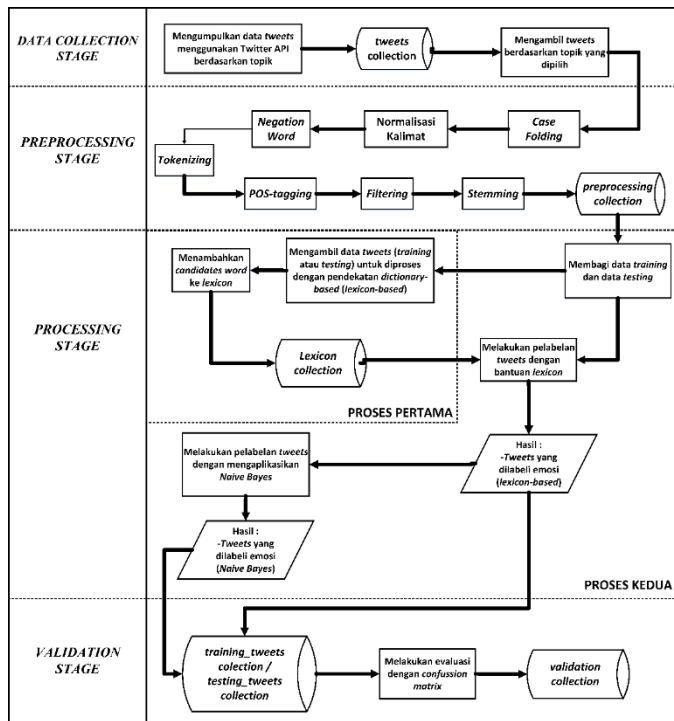 DATA COLLECTION
STAGE
Mengumpulkan data tweets
menggunakan Twitter API
berdasarkan topik
tweets
collection
Mengambil tweets
berdasarkan topik yang
dipilih
PREPROCESSING
STAGE
Negation
Word
Normalisasi
Kalimat
Case
Folding
Tokenizing
POS-tagging
Filtering
Stemming
preprocessing
collection
PROCESSING
STAGE
Menambahkan
candidates word
ke lexicon
Mengambil data tweets (training
atau testing) untuk diproses
dengan pendekatan dictionary-
based (lexicon-based)
Membagi data training
dan data testing
Lexicon
collection
Melakukan pelabelan
tweets dengan
bantuan lexicon
PROSES PERTAMA
Melakukan pelabelan tweets
dengan mengaplikasikan
Naive Bayes
Hasil :
-Tweets yang
dilabeli emosi
(lexicon-based)
Hasil :
-Tweets yang
dilabeli emosi
(Naive Bayes)
PROSES KEDUA
VALIDATION
STAGE
training_tweets
colection /
testing_tweets
collection
Melakukan evaluasi
dengan confussion
matrix
validation
collection